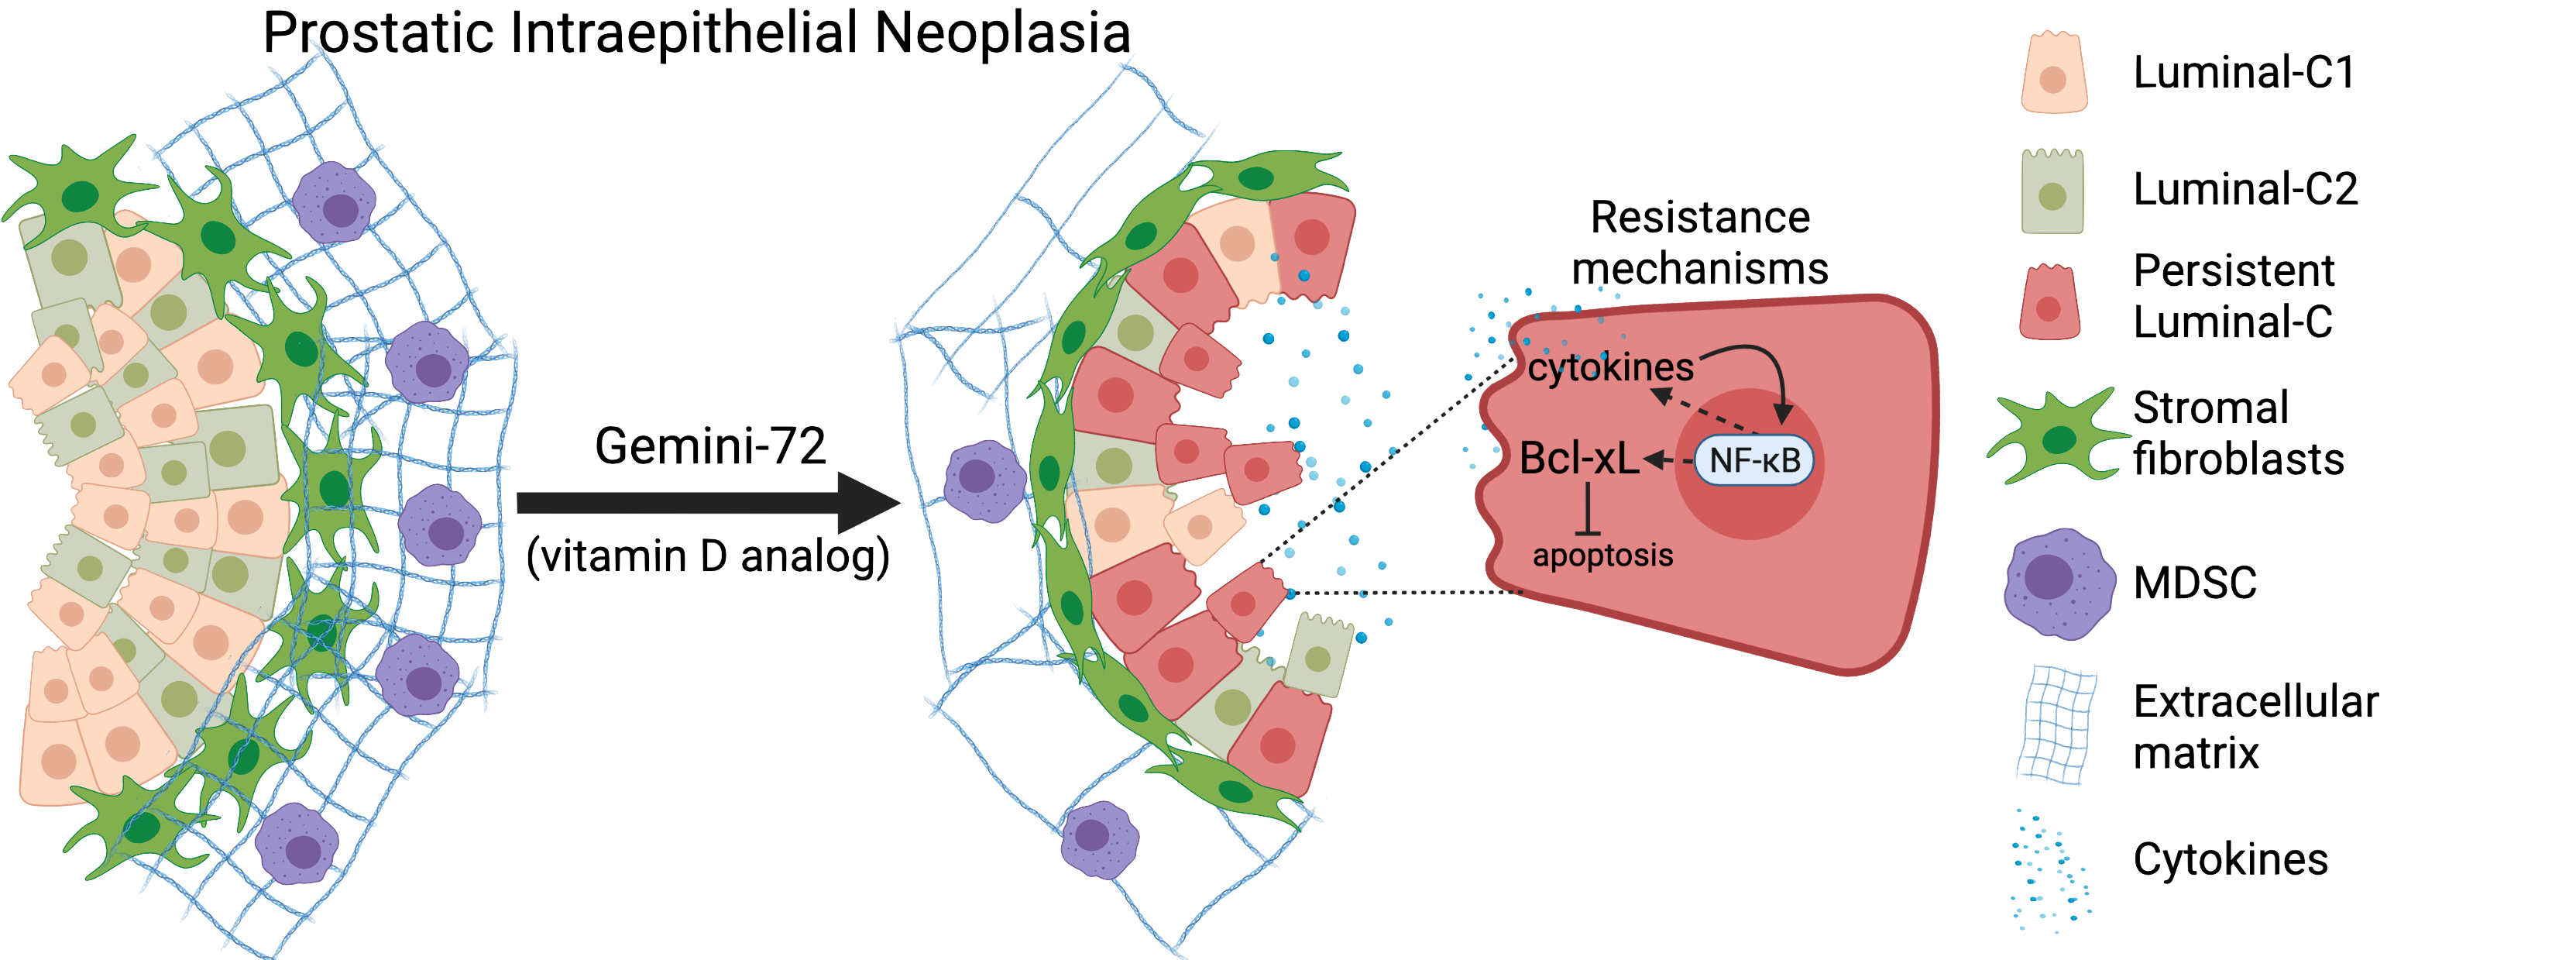 Prostatic Intraepithelial Neoplasia
Gemini-72
(vitamin D analog)
Resistance
mechanisms
cytokines
Bcl-xL
NF-κB
apoptosis
Luminal-C1
Luminal-C2
Persistent
Luminal-C
Stromal
fibroblasts
MDSC
Extracellular
matrix
Cytokines